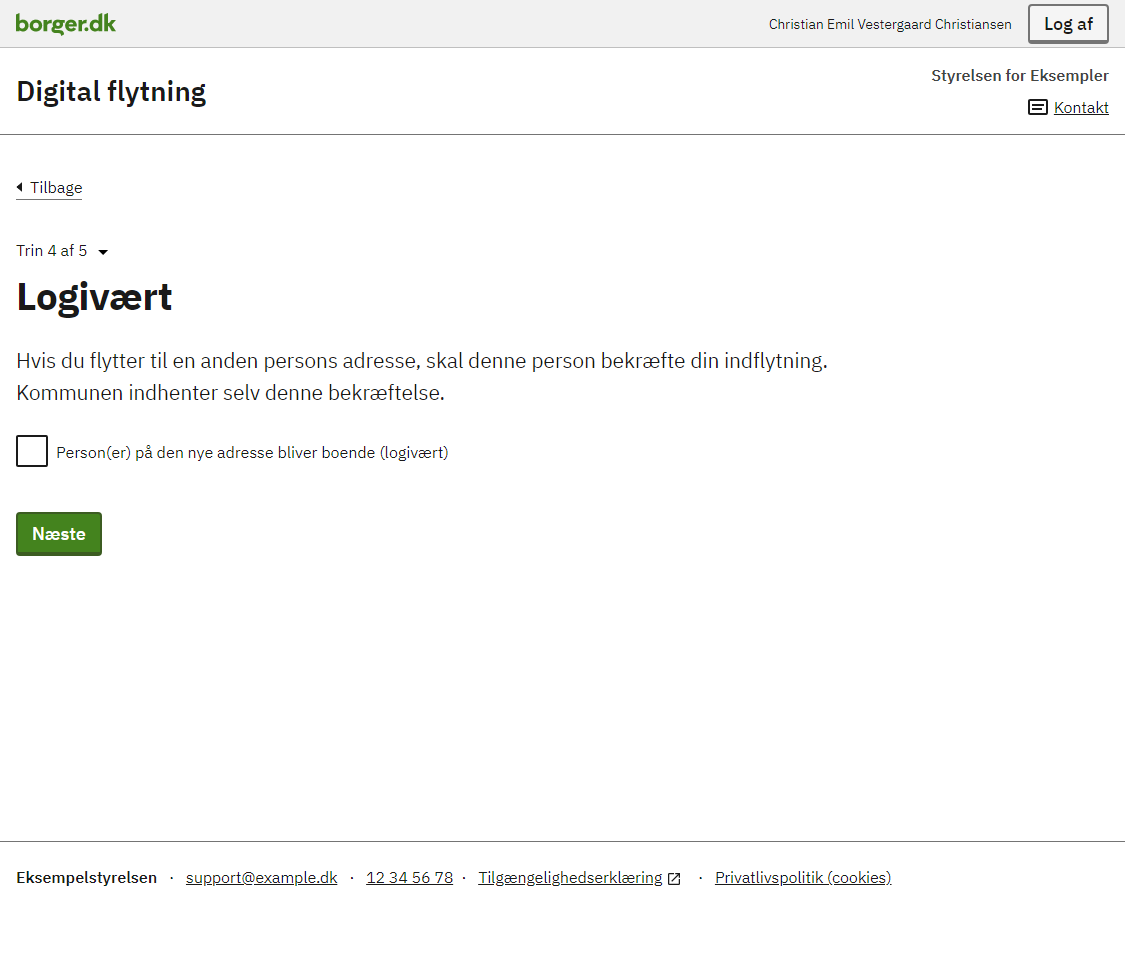 borger.dk
Christian Emil Vestergaard Christiansen
Log af
Digital flytning
Styrelsen for Eksempler
Kontakt
Tilbage
Trin 4 af 5
Logivært
Hvis du flytter til en anden persons adresse, skal denne person bekræfte din indflytning.
Kommunen indhenter selv denne bekræftelse.
Person(er) på den nye adresse bliver boende (logivært)
Næste
Eksempelstyrelsen · support@example.dk · 12 34 56 78 · Tilgængelighedserklæring · Privatlivspolitik (cookies)